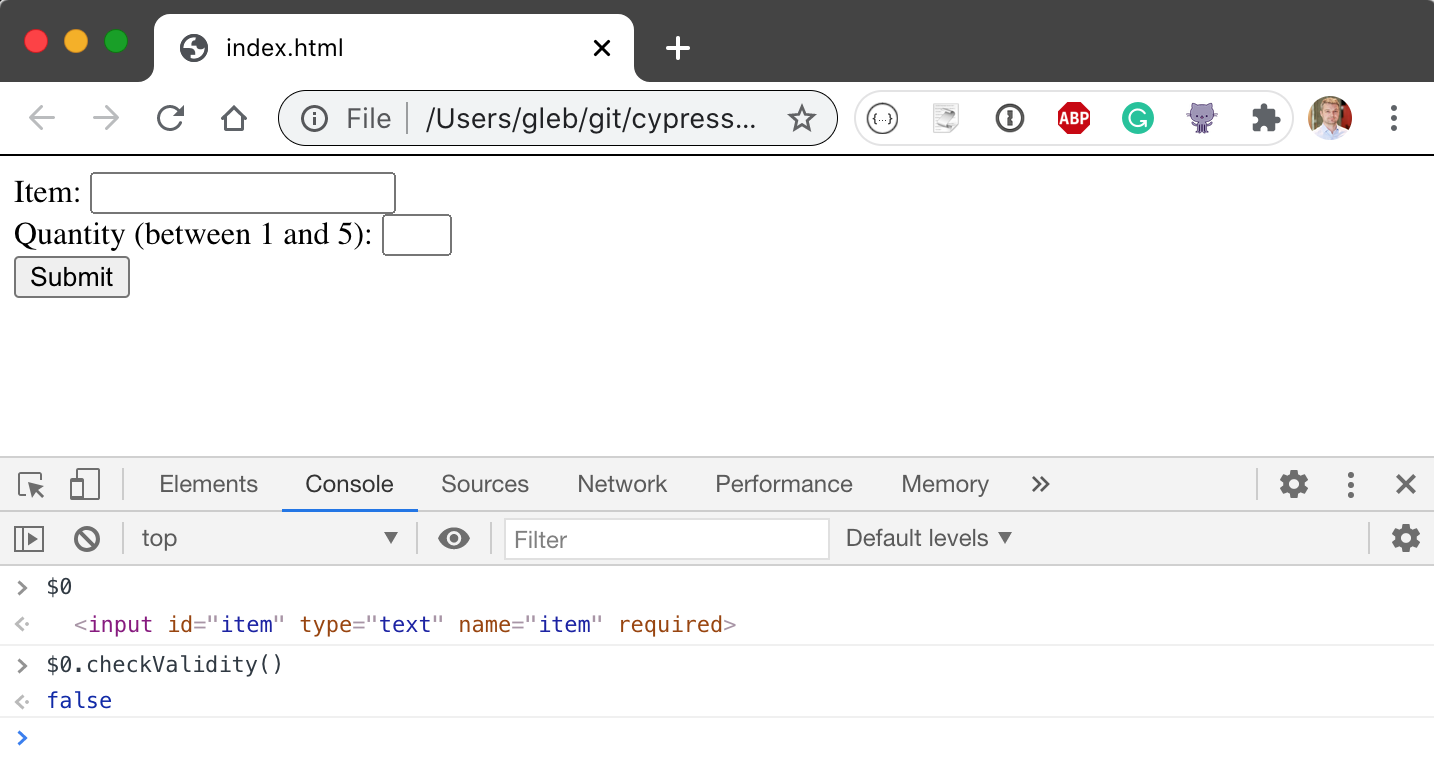 index.html
File /Users/gleb/git/cypress...
{...} ABP G
Item:
Quantity (between 1 and 5):
Submit
Elements Console Sources Network Performance Memory »
top ▼ Filter Default levels ▼
> $0
<input id="item" type="text" name="item" required>
> $0.checkValidity()
false
>